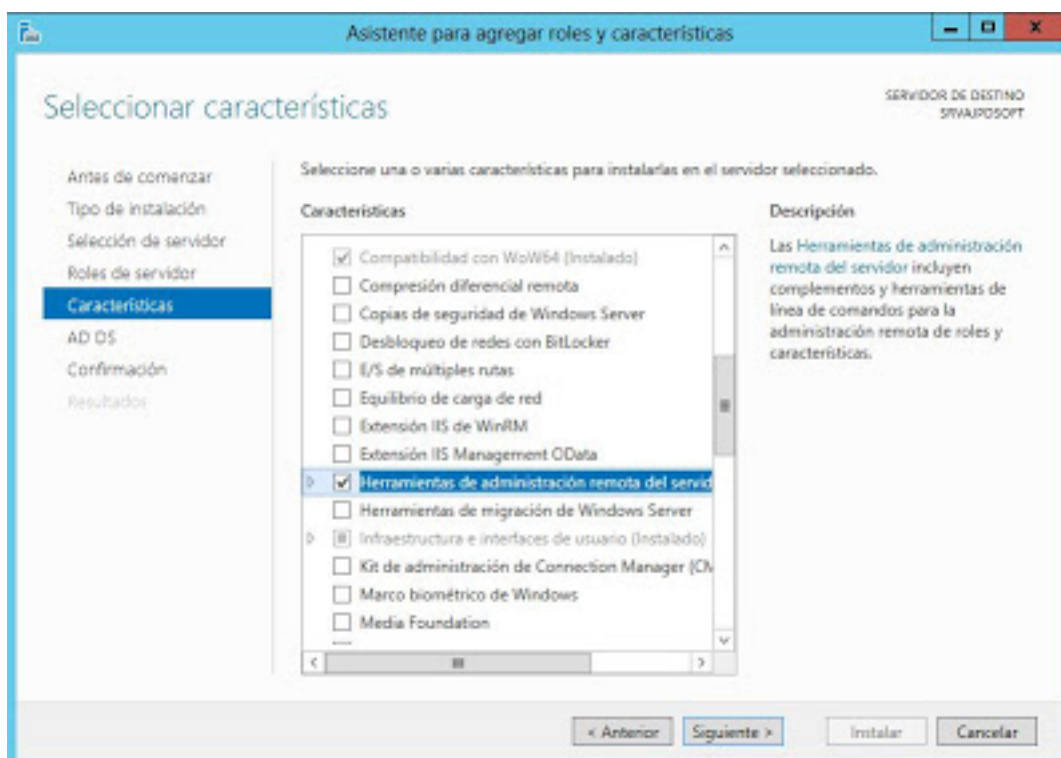 Asistente para agregar roles y características
Seleccionar características
SERVIDOR DE DESTINO
SRVAJPDSOFT
Antes de comenzar
Tipo de instalación
Selección de servidor
Roles de servidor
Características
AD DS
Confirmación
Resultados
Seleccione una o varias características para instalarlas en el servidor seleccionado.
Características
Compatibilidad con WoW64 (Instalado)
Compresión diferencial remota
Copias de seguridad de Windows Server
Desbloqueo de redes con BitLocker
E/S de múltiples rutas
Equilibrio de carga de red
Extensión IIS de WinRM
Extensión IIS Management OData
Herramientas de administración remota del servid
Herramientas de migración de Windows Server
Infraestructura e interfaces de usuario (Instalado)
Kit de administración de Connection Manager (CM
Marco biométrico de Windows
Media Foundation
Descripción
Las Herramientas de administración
remota del servidor incluyen
complementos y herramientas de
línea de comandos para la
administración remota de roles y
características.
< Anterior
Siguiente >
Instalar
Cancelar